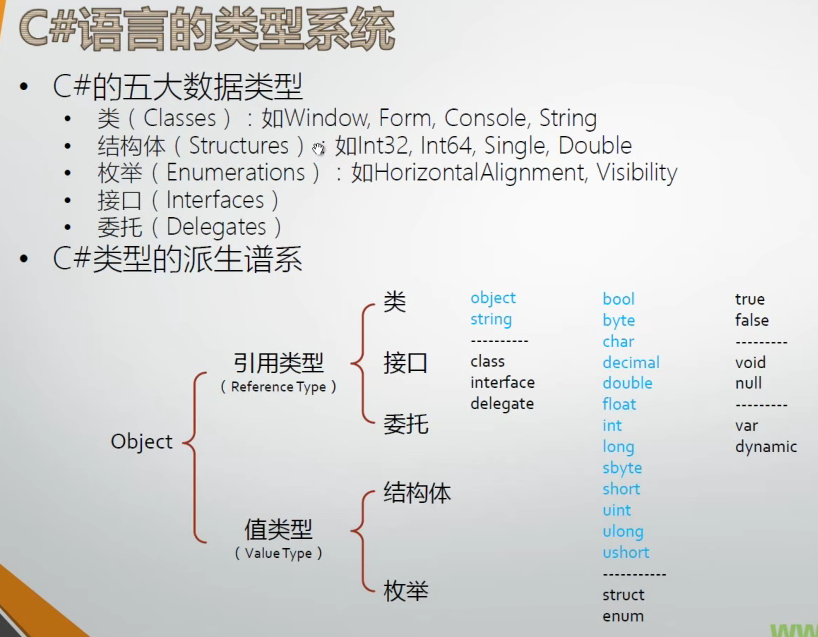 C#语言的类型系统
• C#的五大数据类型
• 类（Classes）：如Window, Form, Console, String
• 结构体（Structures）：如Int32, Int64, Single, Double
• 枚举（Enumerations）：如HorizontalAlignment, Visibility
• 接口（Interfaces）
• 委托（Delegates）
• C#类型的派生谱系
Object
引用类型
（Reference Type）
类
接口
委托
值类型
（Value Type）
结构体
枚举
object
string
----------
class
interface
delegate
bool
byte
char
decimal
double
float
int
long
sbyte
short
uint
ulong
ushort
-----------
struct
enum
true
false
---------
void
null
---------
var
dynamic